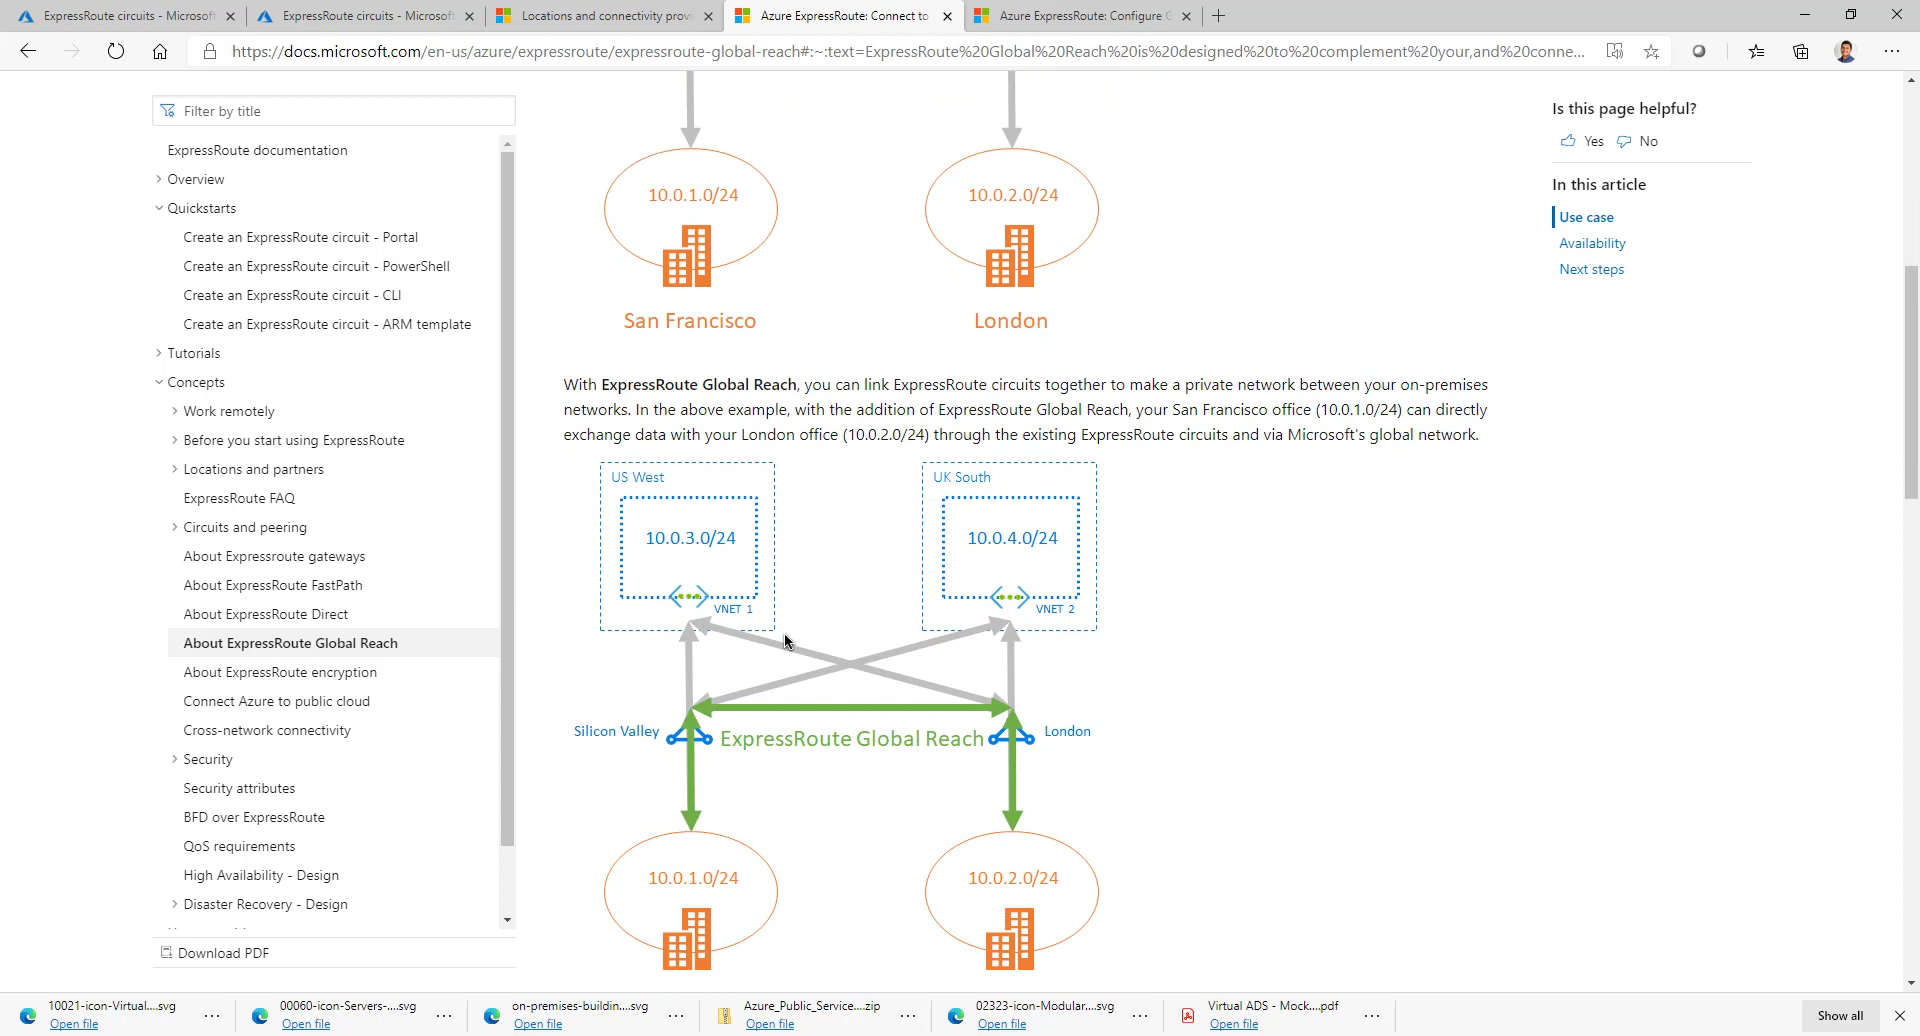 ExpressRoute circuits - Microsoft
ExpressRoute circuits - Microsoft
Locations and connectivity provi
Azure ExpressRoute: Connect to
Azure ExpressRoute: Configure G
https://docs.microsoft.com/en-us/azure/expressroute/expressroute-global-reach#:~:text=ExpressRoute%20Global%20Reach%20is%20designed%20to%20complement%20your,and%20conne...
Filter by title
ExpressRoute documentation
Overview
Quickstarts
Create an ExpressRoute circuit - Portal
Create an ExpressRoute circuit - PowerShell
Create an ExpressRoute circuit - CLI
Create an ExpressRoute circuit - ARM template
Tutorials
Concepts
Work remotely
Before you start using ExpressRoute
Locations and partners
ExpressRoute FAQ
Circuits and peering
About Expressroute gateways
About ExpressRoute FastPath
About ExpressRoute Direct
About ExpressRoute Global Reach
About ExpressRoute encryption
Connect Azure to public cloud
Cross-network connectivity
Security
Security attributes
BFD over ExpressRoute
QoS requirements
High Availability - Design
Disaster Recovery - Design
Download PDF
10.0.1.0/24
10.0.2.0/24
San Francisco
London
With ExpressRoute Global Reach, you can link ExpressRoute circuits together to make a private network between your on-premises
networks. In the above example, with the addition of ExpressRoute Global Reach, your San Francisco office (10.0.1.0/24) can directly
exchange data with your London office (10.0.2.0/24) through the existing ExpressRoute circuits and via Microsoft's global network.
US West
UK South
10.0.3.0/24
10.0.4.0/24
VNET 1
VNET 2
Silicon Valley
ExpressRoute Global Reach
London
10.0.1.0/24
10.0.2.0/24
Is this page helpful?
Yes
No
In this article
Use case
Availability
Next steps
10021-icon-Virtual....svg
Open file
00060-icon-Servers-....svg
Open file
on-premises-buildin....svg
Open file
Azure_Public_Service....zip
Open file
02323-icon-Modular....svg
Open file
Virtual ADS - Mock....pdf
Open file
Show all